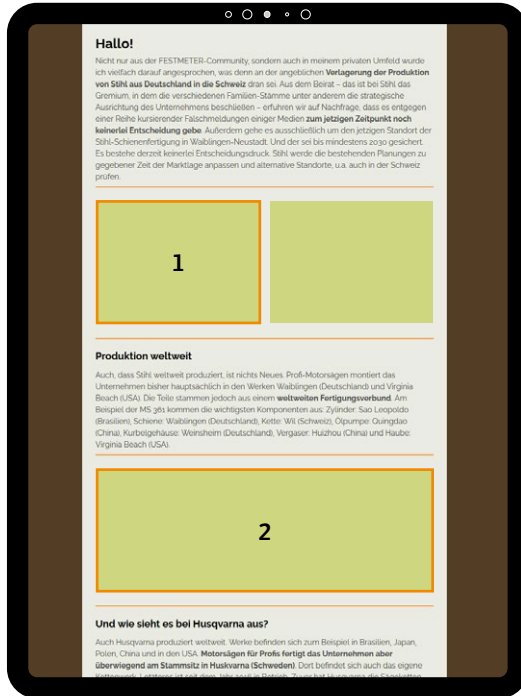 Hallo!
Nicht nur aus der FESTMETER-Community, sondern auch in meinem privaten Umfeld wurde
ich vielfach darauf angesprochen, was denn an der angeblichen Verlagerung der Produktion
von Stihl aus Deutschland in die Schweiz dran sei. Aus dem Beirat – das ist bei Stihl das
Gremium, in dem die verschiedenen Familien-Stämme unter anderem die strategische
Ausrichtung des Unternehmens beschließen – erfuhren wir auf Nachfrage, dass es entgegen
einer Reihe kursierender Falschmeldungen einiger Medien zum jetzigen Zeitpunkt noch
keinerlei Entscheidung gebe. Außerdem gehe es ausschließlich um den jetzigen Standort der
Stihl-Schienenfertigung in Waiblingen-Neustadt. Und der sei bis mindestens 2030 gesichert.
Es bestehe derzeit keinerlei Entscheidungsdruck. Stihl werde die bestehenden Planungen zu
gegebener Zeit der Marktlage anpassen und alternative Standorte, u.a. auch in der Schweiz
prüfen.
1
Produktion weltweit
Auch, dass Stihl weltweit produziert, ist nichts Neues. Profi-Motorsägen montiert das
Unternehmen bisher hauptsächlich in den Werken Waiblingen (Deutschland) und Virginia
Beach (USA). Die Teile stammen jedoch aus einem weltweiten Fertigungsverbund. Am
Beispiel der MS 361 kommen die wichtigsten Komponenten aus: Zylinder: Sao Leopoldo
(Brasilien), Schiene: Waiblingen (Deutschland), Kette: Wil (Schweiz), Ölpumpe: Quingdao
(China), Kurbelgehäuse: Weinsheim (Deutschland), Vergaser: Huizhou (China) und Haube:
Virginia Beach (USA).
2
Und wie sieht es bei Husqvarna aus?
Auch Husqvarna produziert weltweit. Werke befinden sich zum Beispiel in Brasilien, Japan,
Polen, China und in den USA. Motorsägen für Profis fertigt das Unternehmen aber
überwiegend am Stammsitz in Huskvarna (Schweden). Dort befindet sich auch das eigene